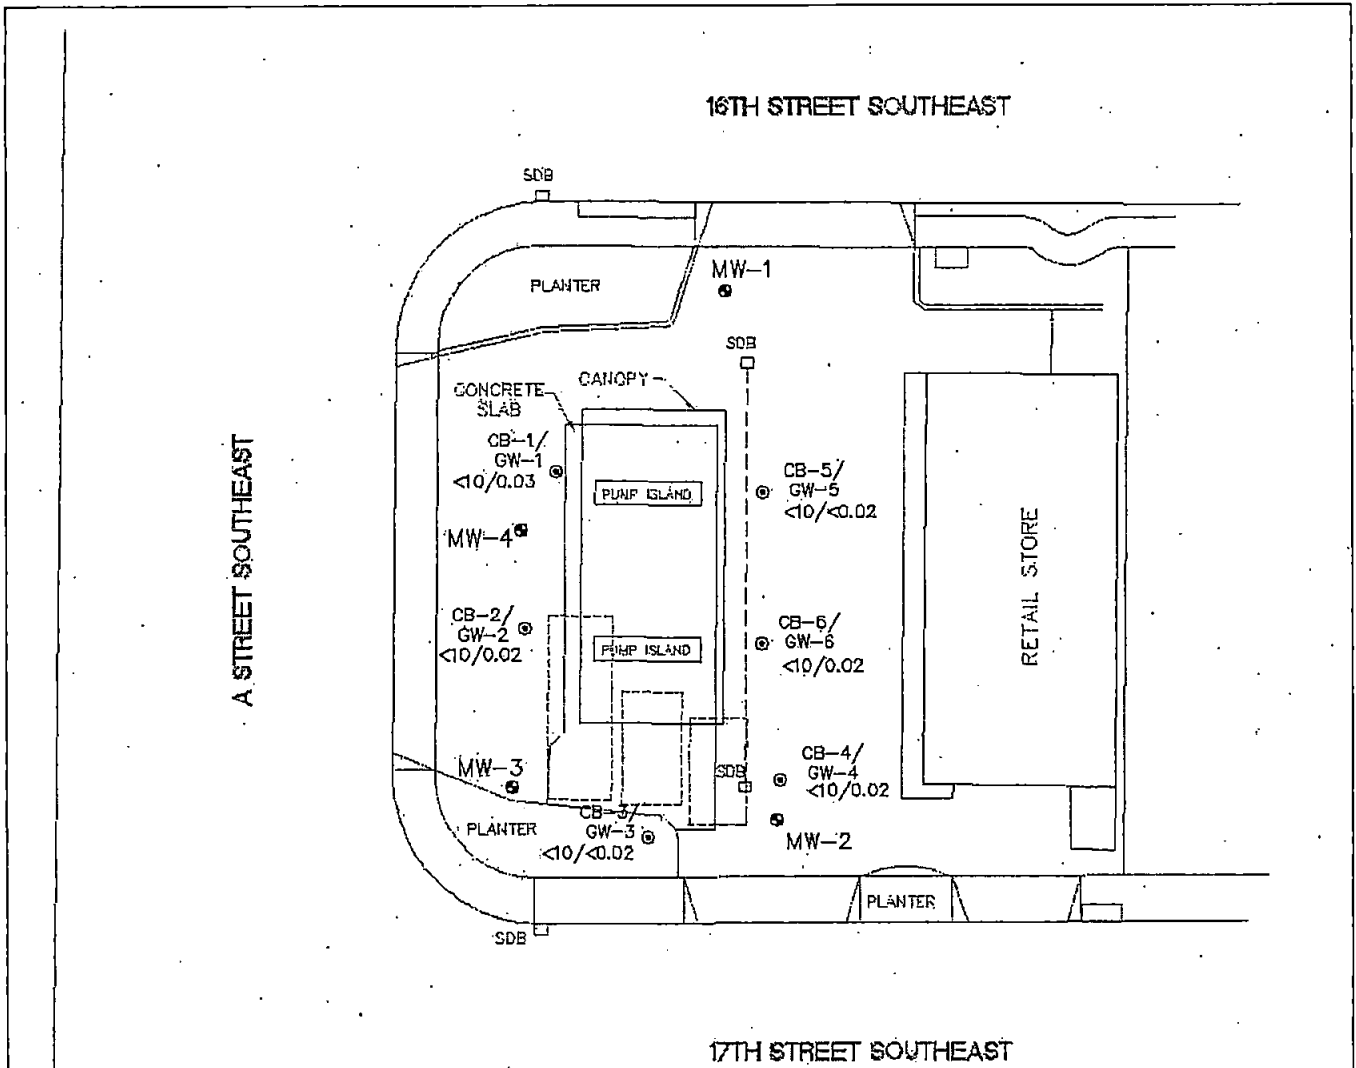 16TH STREET SOUTHEAST
SDB
MW-1
PLANTER
SDB
CANOPY
CONCRETE
SLAB
CB-1/
GW-1
<10/0.03
PUMP ISLAND
CB-5/
GW-5
<10/<0.02
A STREET SOUTHEAST
MW-4
RETAIL STORE
CB-2/
GW-2
<10/0.02
PUMP ISLAND
CB-6/
GW-6
<10/0.02
MW-3
SDB
CB-4/
GW-4
<10/0.02
PLANTER
CB-3/
GW-3
<10/<0.02
MW-2
PLANTER
SDB
17TH STREET SOUTHEAST